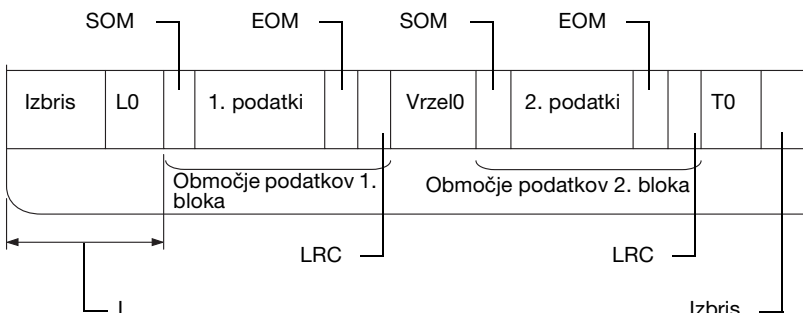 SOM EOM SOM EOM
Izbris L0 1. podatki Vrzel0 2. podatki T0
Območje podatkov 1.
bloka
Območje podatkov 2. bloka
LRC LRC
L Izbris